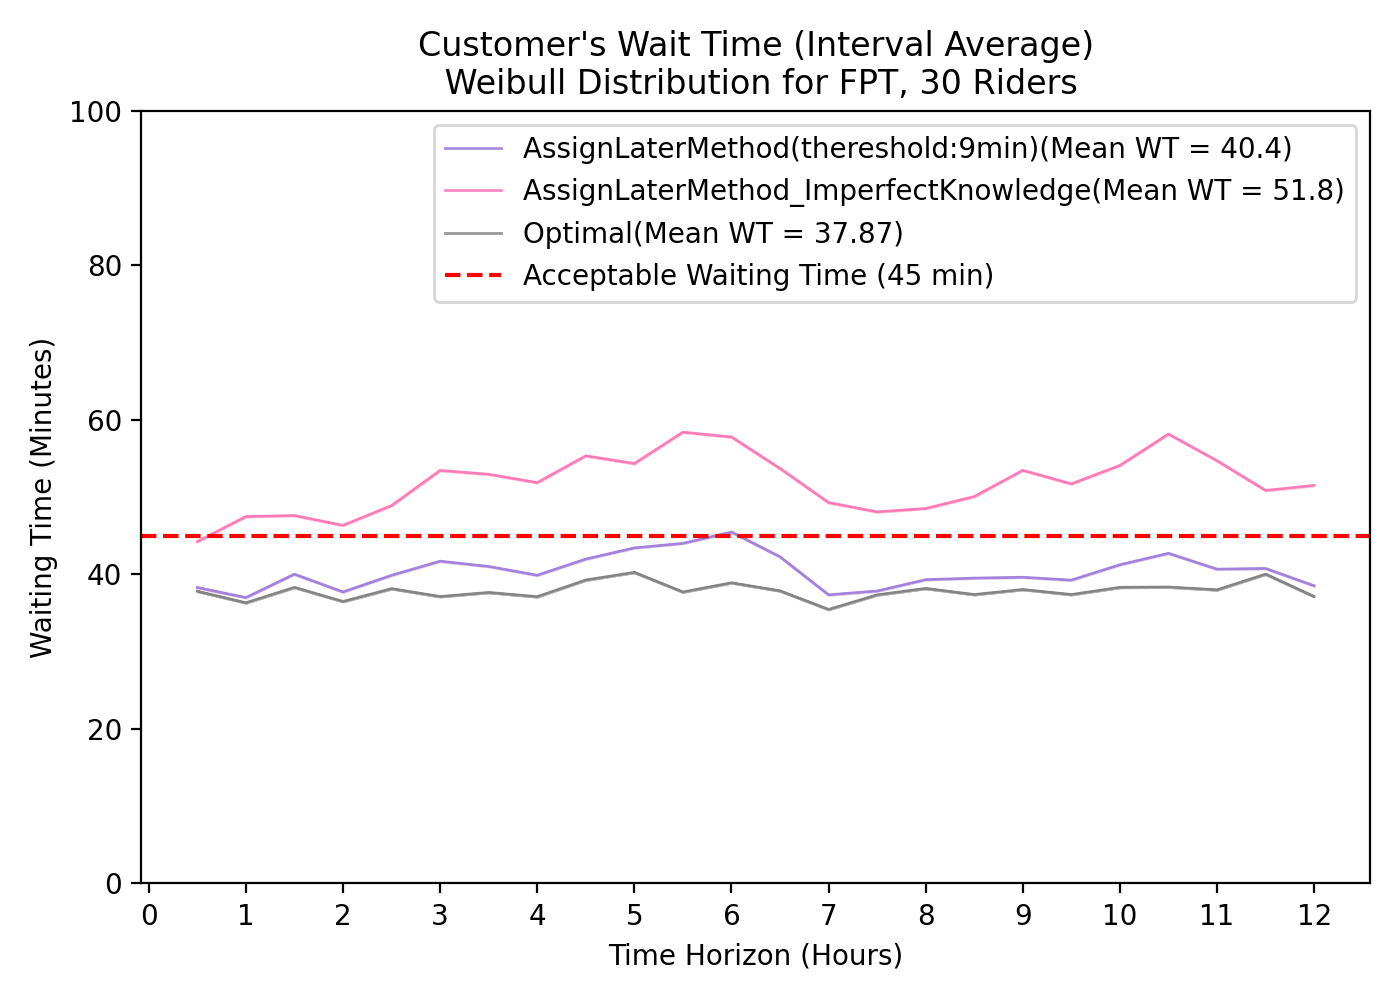 Customer's Wait Time (Interval Average)
Weibull Distribution for FPT, 30 Riders
AssignLaterMethod(thereshold:9min)(Mean WT = 40.4)
AssignLaterMethod_ImperfectKnowledge(Mean WT = 51.8)
Optimal(Mean WT = 37.87)
Acceptable Waiting Time (45 min)
Waiting Time (Minutes)
100
80
60
40
20
0
0 1 2 3 4 5 6 7 8 9 10 11 12
Time Horizon (Hours)